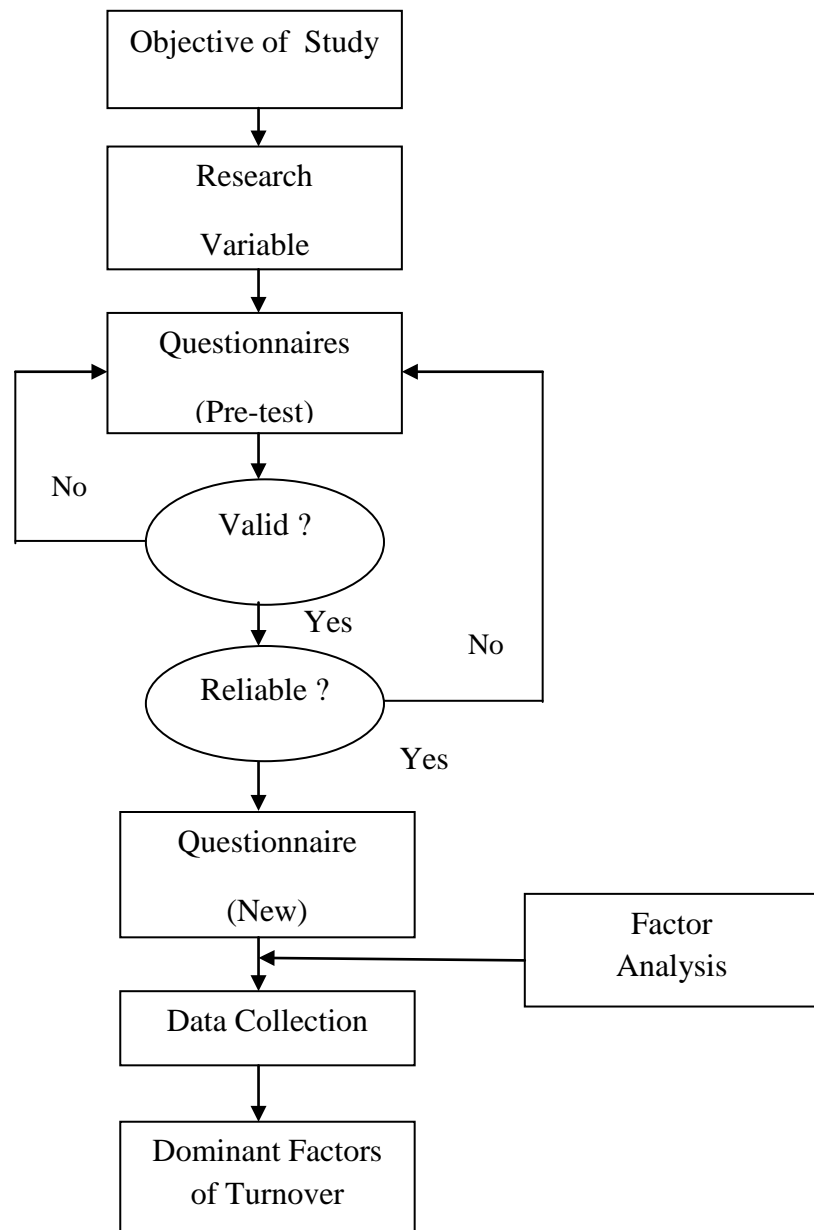 Objective of Study
Research
Variable
Questionnaires
(Pre-test)
No
Valid ?
Yes
No
Reliable ?
Yes
Questionnaire
(New)
Factor
Analysis
Data Collection
Dominant Factors
of Turnover